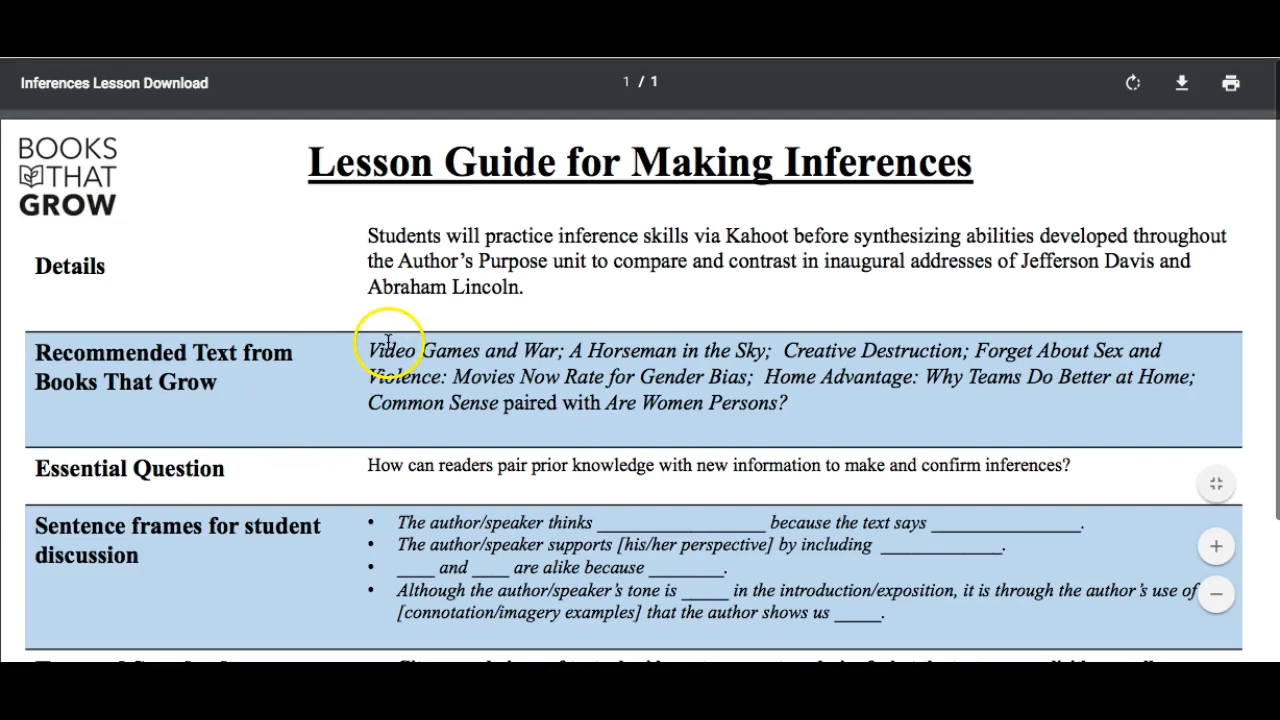 Inferences Lesson Download
1 / 1
BOOKS
THAT
GROW
Lesson Guide for Making Inferences
Details
Students will practice inference skills via Kahoot before synthesizing abilities developed throughout
the Author’s Purpose unit to compare and contrast in inaugural addresses of Jefferson Davis and
Abraham Lincoln.
Recommended Text from
Books That Grow
Video Games and War; A Horseman in the Sky; Creative Destruction; Forget About Sex and
Violence: Movies Now Rate for Gender Bias; Home Advantage: Why Teams Do Better at Home;
Common Sense paired with Are Women Persons?
Essential Question
How can readers pair prior knowledge with new information to make and confirm inferences?
Sentence frames for student
discussion
• The author/speaker thinks ________________ because the text says ______________.
• The author/speaker supports [his/her perspective] by including ____________.
• ____ and ____ are alike because ________.
• Although the author/speaker’s tone is _____ in the introduction/exposition, it is through the author’s use of
[connotation/imagery examples] that the author shows us _____.